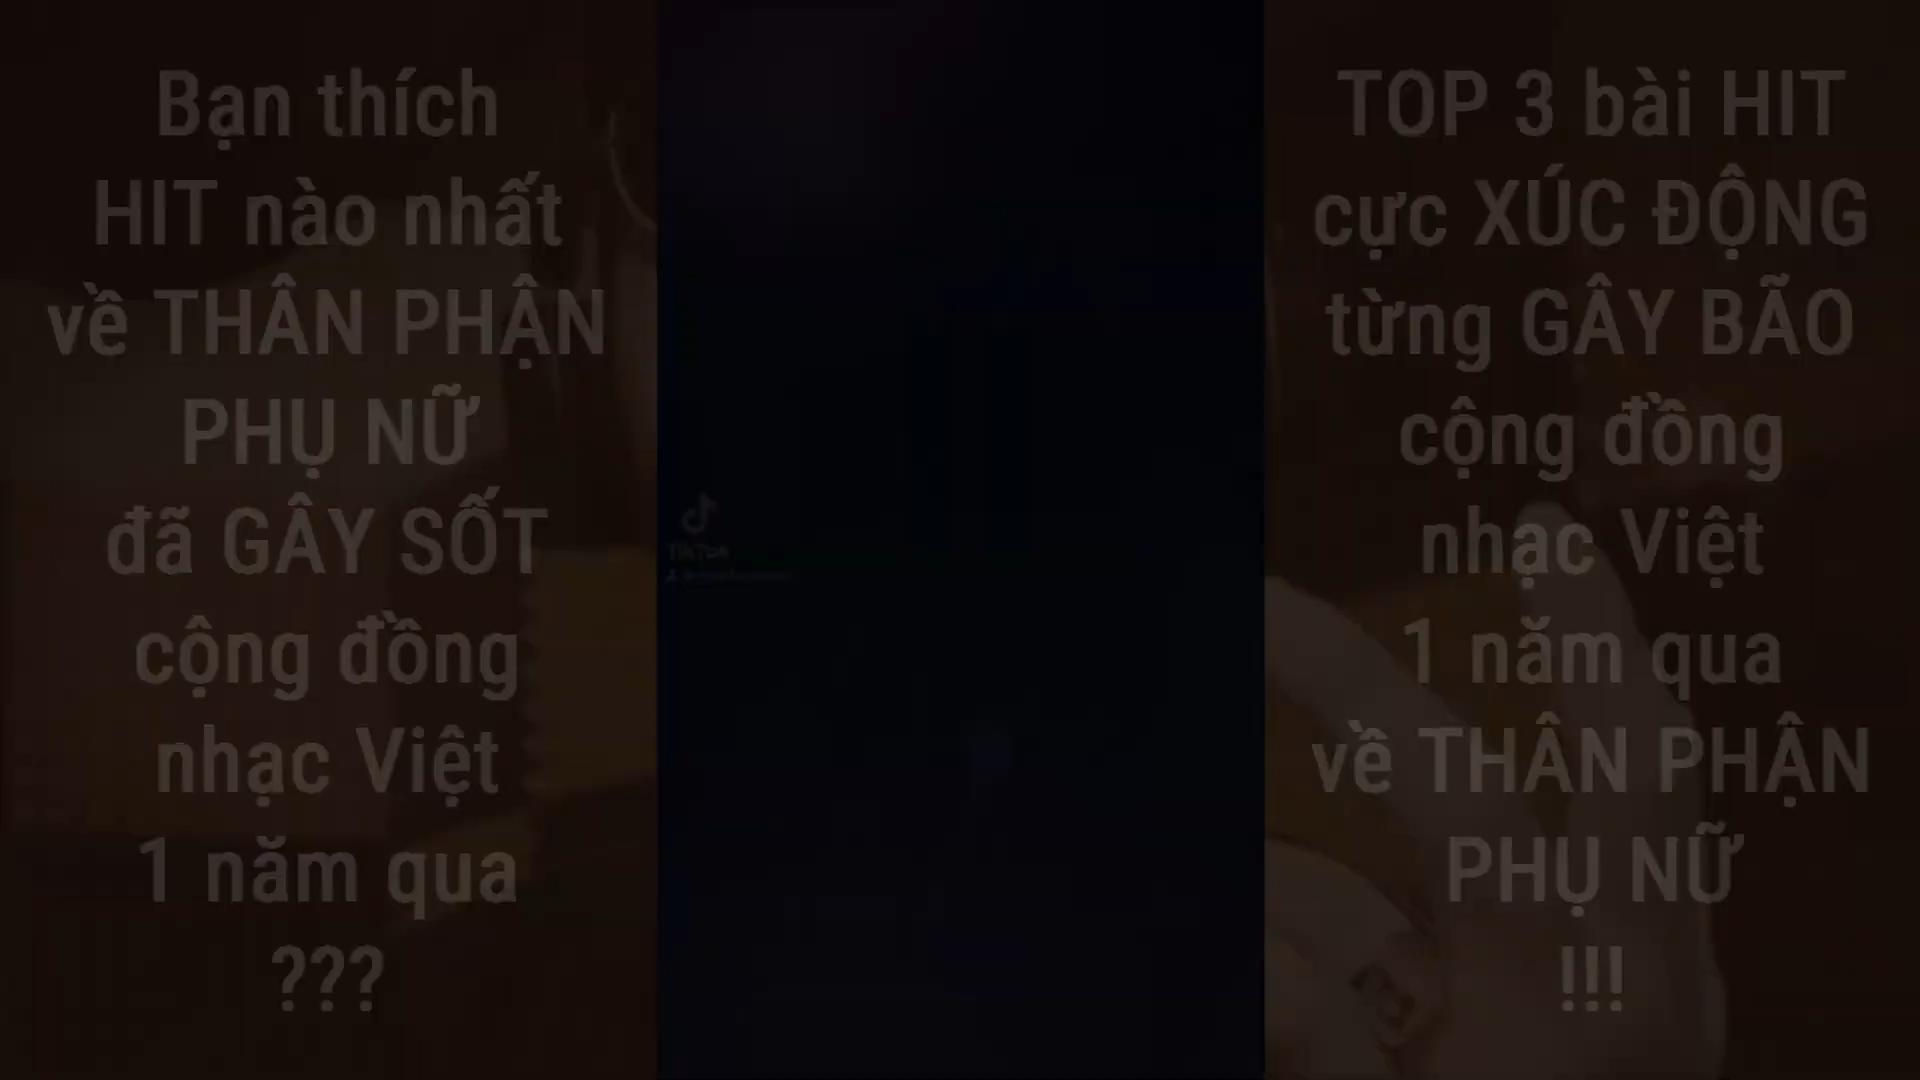 Bạn thích
HIT nào nhất
về THÂN PHẬN
PHỤ NỮ
đã GÂY SỐT
cộng đồng
nhạc Việt
1 năm qua
???
TikTok
TOP 3 bài HIT
cực XÚC ĐỘNG
từng GÂY BÃO
cộng đồng
nhạc Việt
1 năm qua
về THÂN PHẬN
PHỤ NỮ
!!!